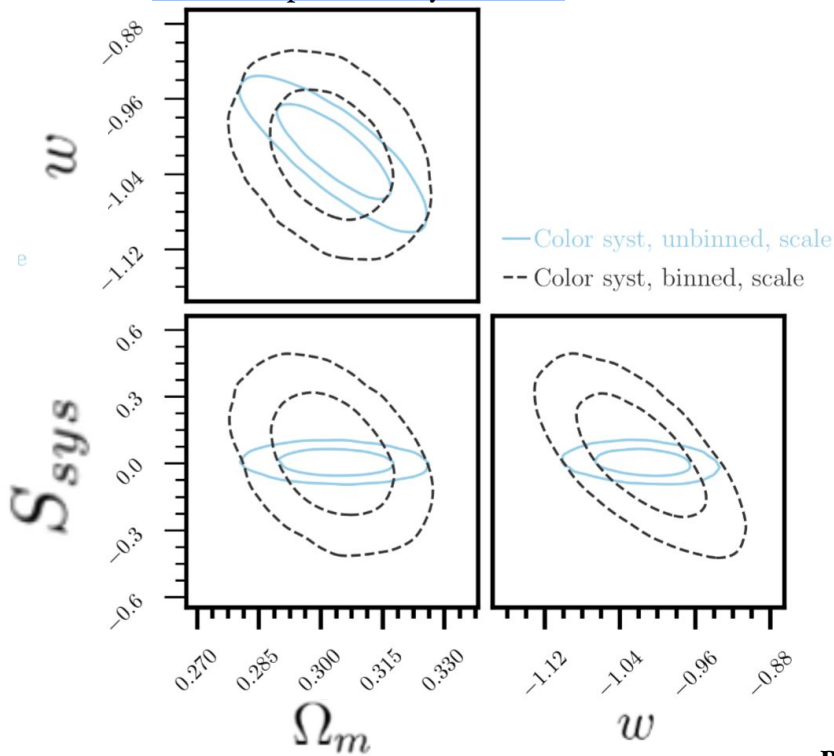 −0.88
−0.96
−1.04
−1.12
w
e
Color syst, unbinned, scale
Color syst, binned, scale
0.6
0.3
0.0
−0.3
−0.6
S_sys
0.270
0.285
0.300
0.315
0.330
−1.12
−1.04
−0.96
−0.88
Ω_m
w